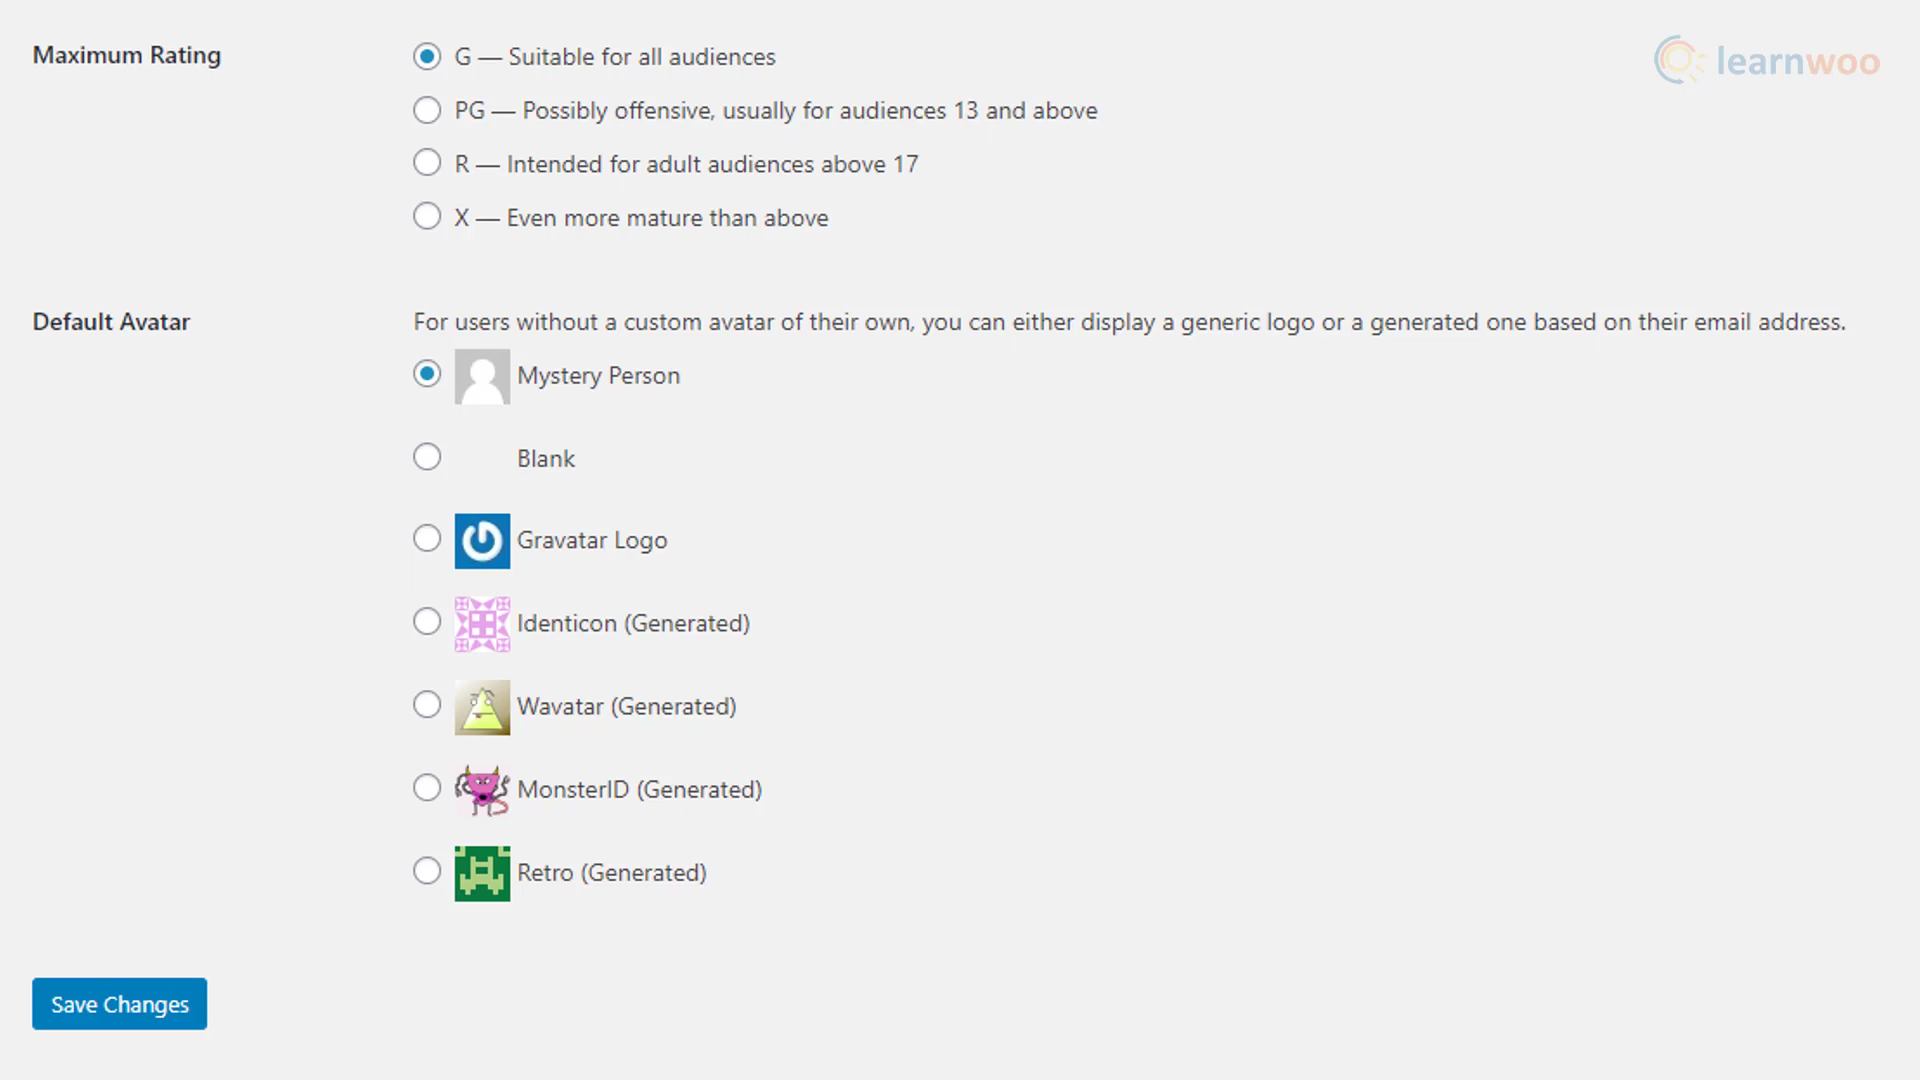 Maximum Rating
G — Suitable for all audiences
learnwoo
PG — Possibly offensive, usually for audiences 13 and above
R — Intended for adult audiences above 17
X — Even more mature than above
Default Avatar
For users without a custom avatar of their own, you can either display a generic logo or a generated one based on their email address.
Mystery Person
Blank
Gravatar Logo
Identicon (Generated)
Wavatar (Generated)
MonsterID (Generated)
Retro (Generated)
Save Changes